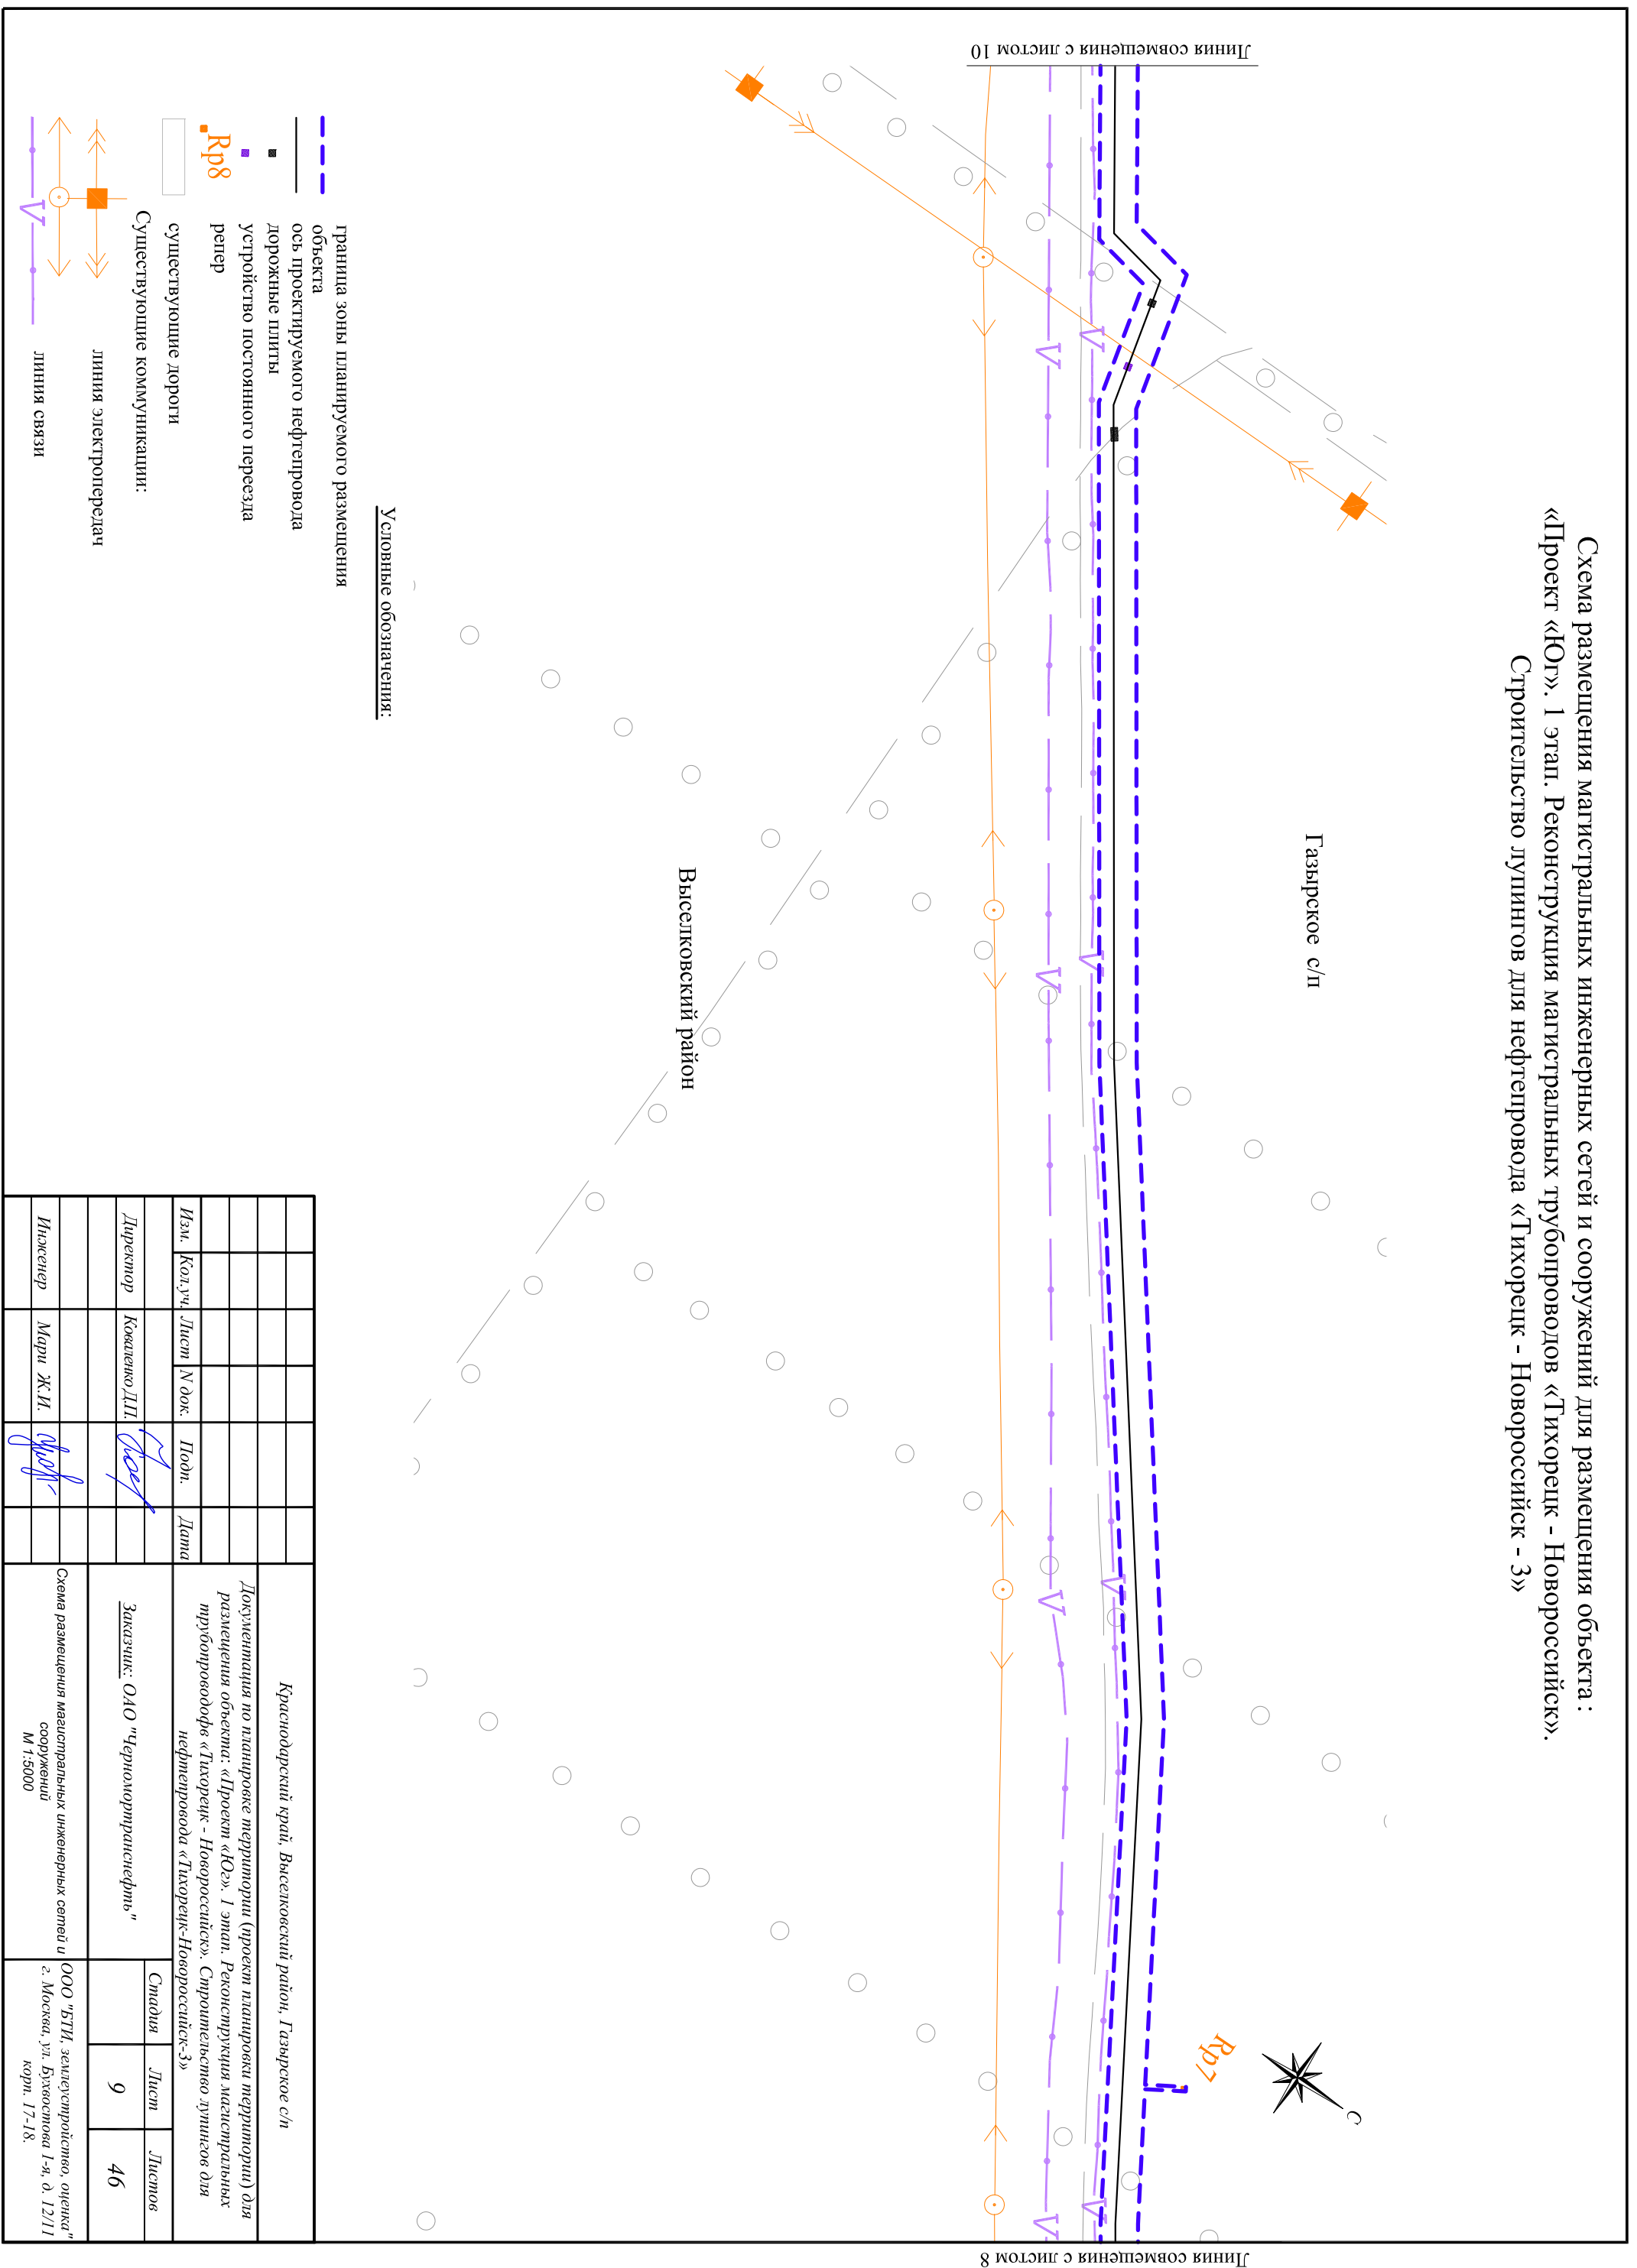 Схема размещения магистральных инженерных сетей и сооружений для размещения объекта:
«Проект «Юг». 1 этап. Реконструкция магистральных трубопроводов «Тихорецк - Новороссийск».
Строительство лупингов для нефтепровода «Тихорецк - Новороссийск - 3»
Линия совмещения с листом 10
Газырское с/п
Выселковский район
Rp7
С
Линия совмещения с листом 8
Условные обозначения:
граница зоны планируемого размещения
объекта
ось проектируемого нефтепровода
дорожные плиты
устройство постоянного переезда
Rp8
репер
существующие дороги
Существующие коммуникации:
линия электропередач
V
линия связи
V
V
V
V
V
V
V
V
Краснодарский край, Выселковский район, Газырское с/п
Документация по планировке территории (проект планировки территории) для
размещения объекта: «Проект «Юг». 1 этап. Реконструкция магистральных
трубопроводофв «Тихорецк - Новороссийск». Строительство лупингов для
нефтепровода «Тихорецк-Новороссийск-3»
Изм. Кол.уч. Лист N док. Подп. Дата
Директор Коваленко Д.П.
Инженер Мари Ж.И.
Заказчик: ОАО "Черномортранснефть"
Стадия Лист Листов
9 46
Схема размещения магистральных инженерных сетей и
сооружений
М 1:5000
ООО "БТИ, землеустройство, оценка"
г. Москва, ул. Бухвостова 1-я, д. 12/11
корп. 17-18.